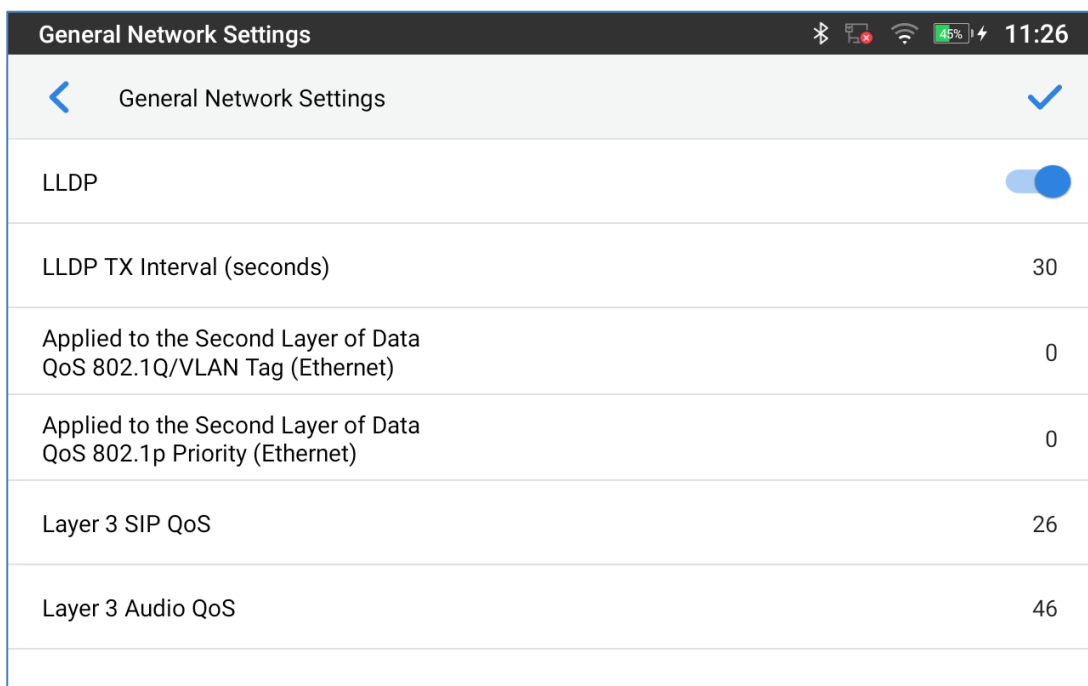 General Network Settings 45% 11:26
General Network Settings
LLDP
LLDP TX Interval (seconds) 30
Applied to the Second Layer of Data
QoS 802.1Q/VLAN Tag (Ethernet) 0
Applied to the Second Layer of Data
QoS 802.1p Priority (Ethernet) 0
Layer 3 SIP QoS 26
Layer 3 Audio QoS 46